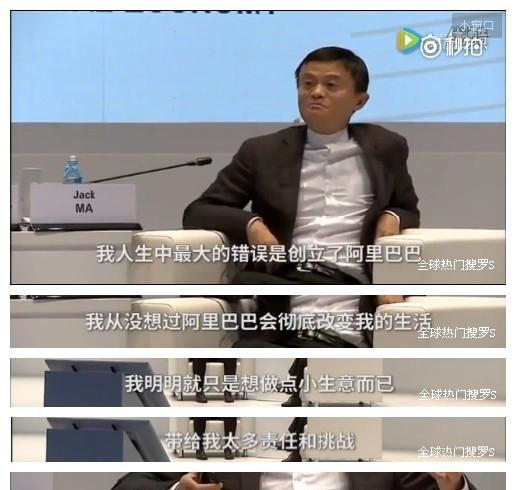 小窗口
秒拍
Jack
MA
我人生中最大的错误是创立了阿里巴巴
全球热门搜罗S
我从没想过阿里巴巴会彻底改变我的生活
全球热门搜罗S
我明明就只是想做点小生意而已
全球热门搜罗S
带给我太多责任和挑战
全球热门搜罗S